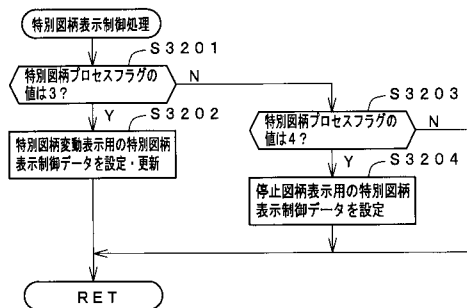 特別図柄表示制御処理
S3201
特別図柄プロセスフラグの
値は3?
N
Y
S3202
特別図柄変動表示用の特別図柄
表示制御データを設定・更新
S3203
特別図柄プロセスフラグの
値は4?
N
Y
S3204
停止図柄表示用の特別図柄
表示制御データを設定
RET